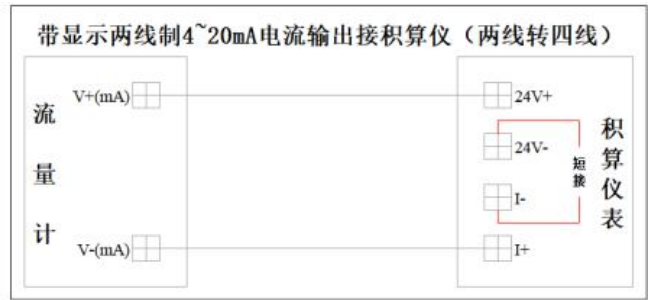 带显示两线制4~20mA电流输出接积算仪（两线转四线）
流量计
V+(mA)
V-(mA)
24V+
24V-
I-
I+
短接
积算仪表